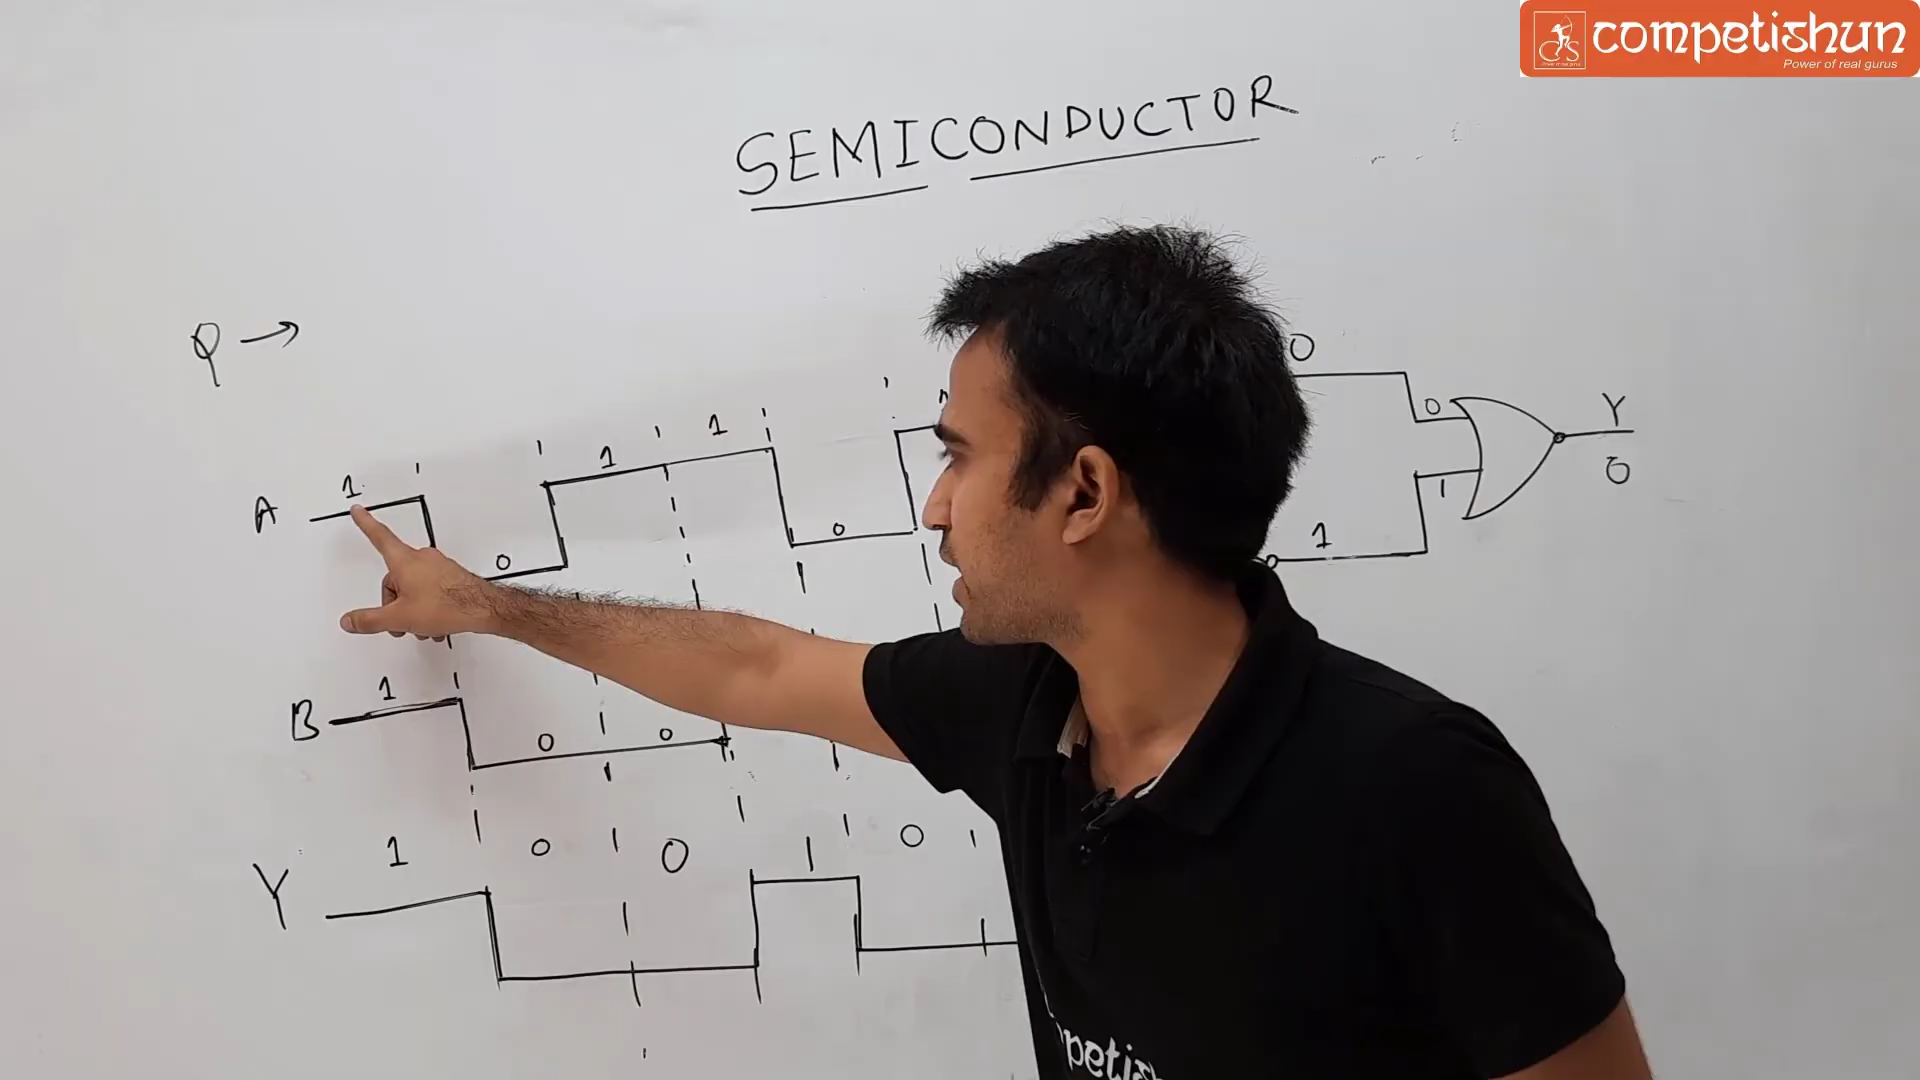 competishun
Power of real gurus
SEMICONDUCTOR
Q →
A 1 0 1 1 0
B 1 0 0
Y 1 0 0 1 0
0
0
1
1
Y
0